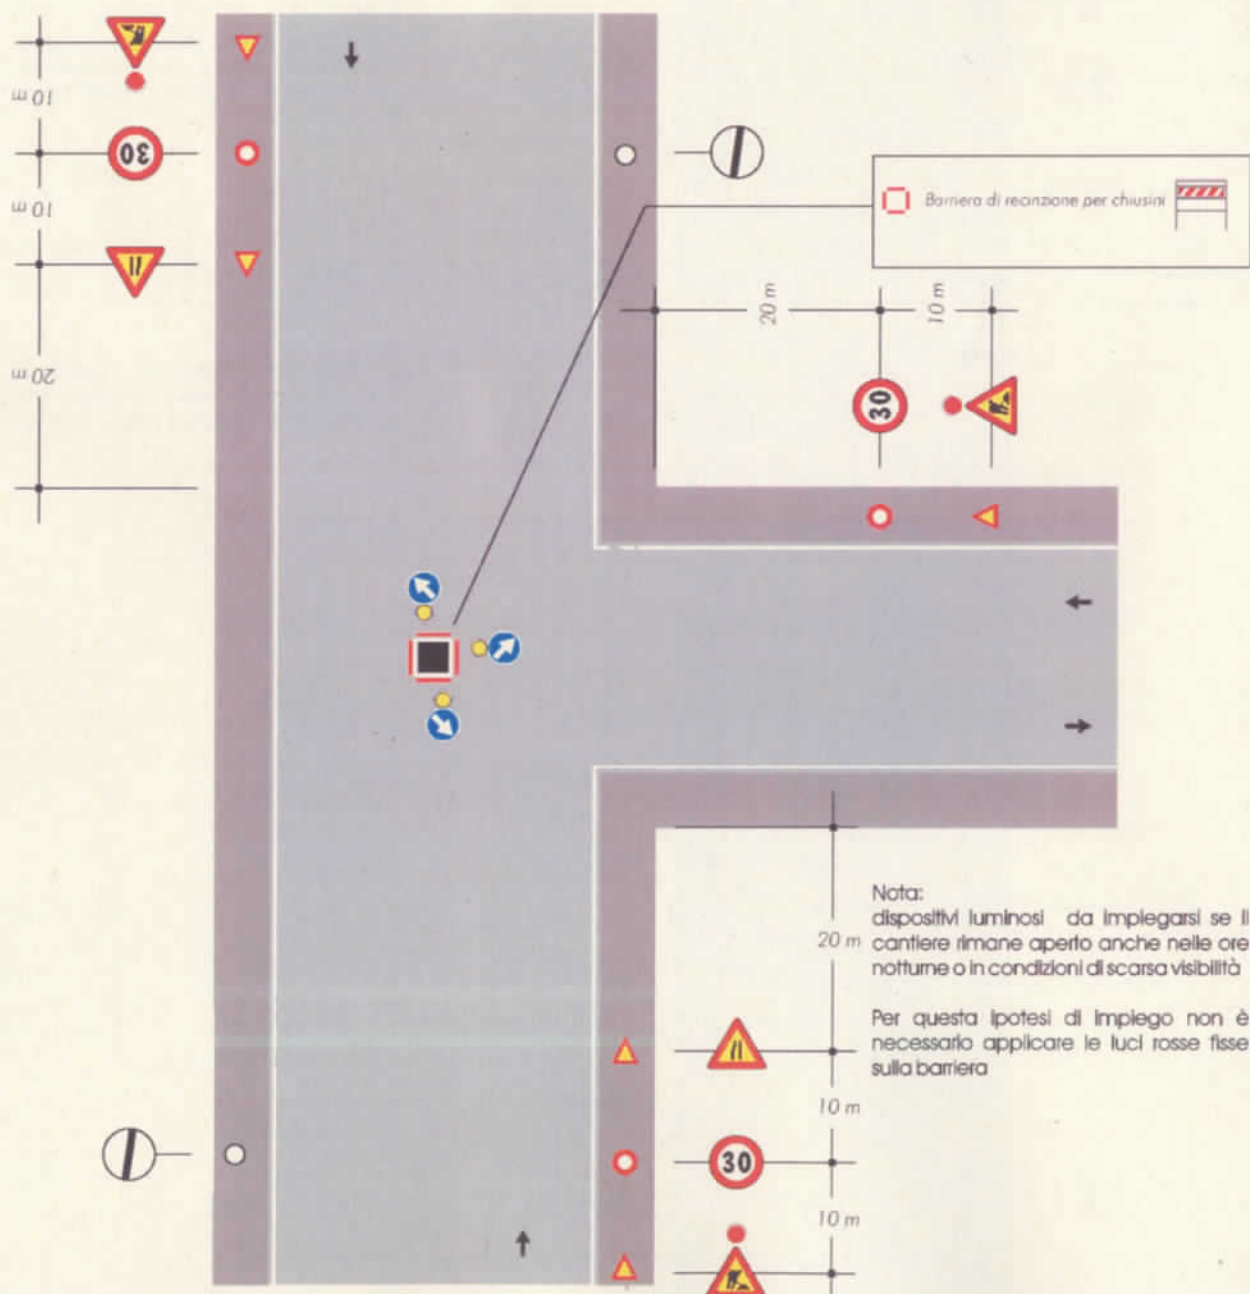 10 m
30
10 m
20 m
Barriera di recinzione per chiusini
20 m
10 m
30
Nota:
dispositivi luminosi da impiegarsi se il
20 m
cantiere rimane aperto anche nelle ore
notturne o in condizioni di scarsa visibilità
Per questa ipotesi di impiego non è
necessario applicare le luci rosse fisse
sulla barriera
10 m
30
10 m